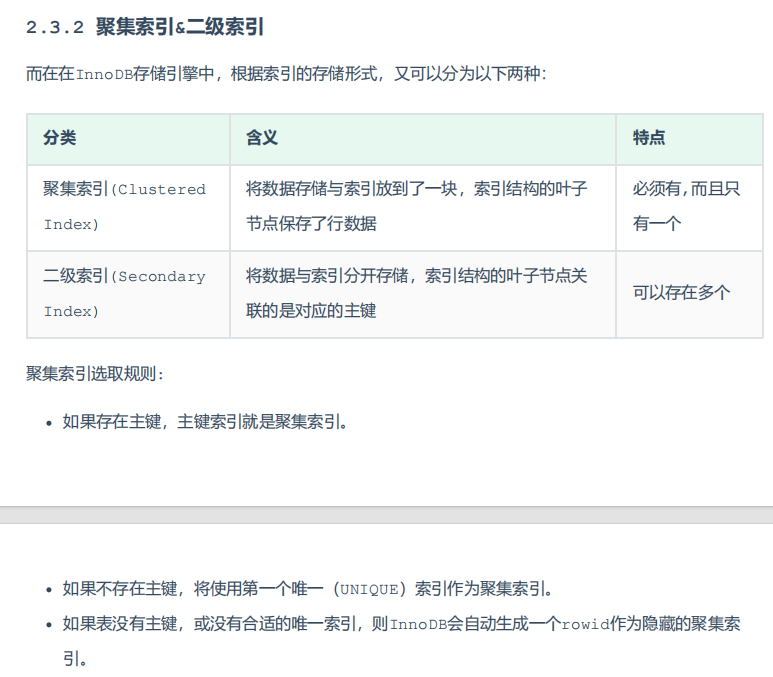 2.3.2 聚集索引&二级索引
而在在InnoDB存储引擎中，根据索引的存储形式，又可以分为以下两种：
分类 含义 特点
聚集索引(Clustered
Index)
将数据存储与索引放到了一块，索引结构的叶子
节点保存了行数据
必须有,而且只
有一个
二级索引(Secondary
Index)
将数据与索引分开存储，索引结构的叶子节点关
联的是对应的主键
可以存在多个
聚集索引选取规则：
• 如果存在主键，主键索引就是聚集索引。
• 如果不存在主键，将使用第一个唯一（UNIQUE）索引作为聚集索引。
• 如果表没有主键，或没有合适的唯一索引，则InnoDB会自动生成一个rowid作为隐藏的聚集索
引。